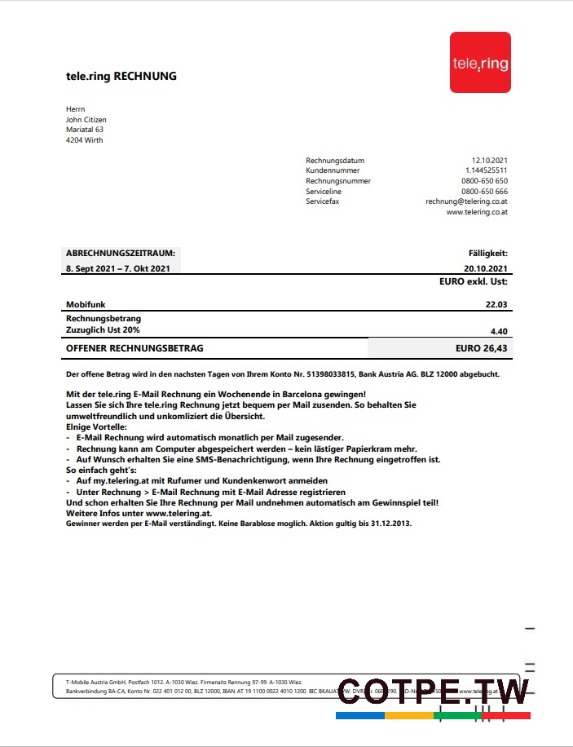 tele.ring
tele.ring RECHNUNG
Herrn
John Citizen
Mariatal 63
4204 Wirth
Rechnungsdatum 12.10.2021
Kundennummer 1.144525511
Rechnungsnummer 0800-650 650
Serviceline 0800-650 666
Servicefax rechnung@telering.co.at
www.telering.co.at
ABRECHNUNGSZEITRAUM: Fälligkeit:
8. Sept 2021 – 7. Okt 2021 20.10.2021
EURO exkl. Ust:
Mobifunk 22.03
Rechnungsbetrang
Zuzuglich Ust 20% 4.40
OFFENER RECHNUNGSBETRAG EURO 26,43
Der offene Betrag wird in den nachsten Tagen von Ihrem Konto Nr. 51398033815, Bank Austria AG. BLZ 12000 abgebucht.
Mit der tele.ring E-Mail Rechnung ein Wochenende in Barcelona gewingen!
Lassen Sie sich Ihre tele.ring Rechnung jetzt bequem per Mail zusenden. So behalten Sie
umweltfreundlich und unkomliziert die Übersicht.
Elnige Vortelle:
- E-Mail Rechnung wird automatisch monatlich per Mail zugesender.
- Rechnung kann am Computer abgespeichert werden – kein lästiger Papierkram mehr.
- Auf Wunsch erhalten Sie eine SMS-Benachrichtigung, wenn Ihre Rechnung eingetroffen ist.
So einfach geht's:
- Auf my.telering.at mit Rufumer und Kundenkenwort anmeiden
- Unter Rechnung > E-Mail Rechnung mit E-Mail Adresse registrieren
Und schon erhalten Sie Ihre Rechnung per Mail undnehmen automatisch am Gewinnspiel teil!
Weitere Infos unter www.telering.at.
Gewinner werden per E-Mail verständingt. Keine Barablose moglich. Aktion gultig bis 31.12.2013.
T-Mobile Austria GmbH, Postfach 1012. A-1030 Wiez. Firmensitz Rennung 97-99. A-1030 Wiez.
Bankverbindung BA-CA, Konto Nr. 022 401 012 00, BLZ 12000, IBAN AT 19 1100 0022 4010 1200. BIC
www.telering.at
COTPE.TW